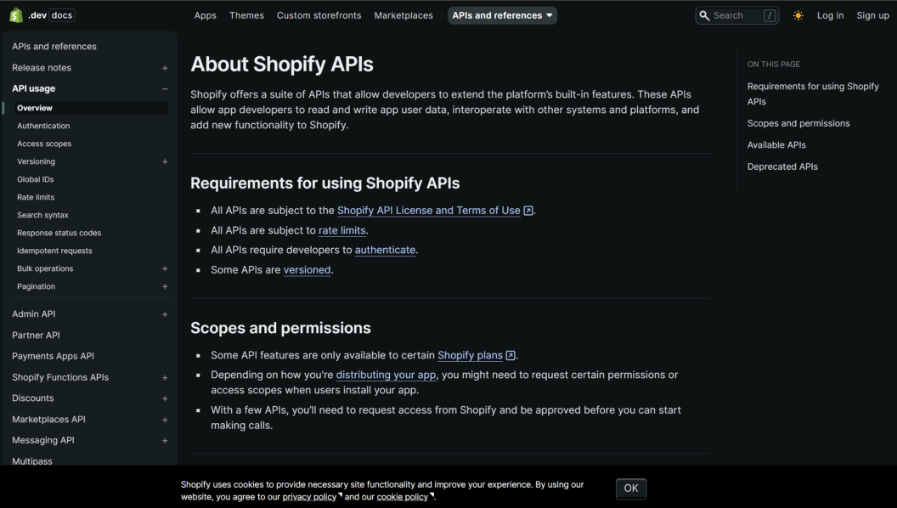 .dev docs
Apps Themes Custom storefronts Marketplaces APIs and references Search / Log in Sign up
APIs and references
Release notes +
API usage −
Overview
Authentication
Access scopes
Versioning +
Global IDs
Rate limits
Search syntax
Response status codes
Idempotent requests
Bulk operations +
Pagination +
Admin API +
Partner API
Payments Apps API
Shopify Functions APIs +
Discounts +
Marketplaces API +
Messaging API +
Multipass
About Shopify APIs
Shopify offers a suite of APIs that allow developers to extend the platform's built-in features. These APIs
allow app developers to read and write app user data, interoperate with other systems and platforms, and
add new functionality to Shopify.
Requirements for using Shopify APIs
All APIs are subject to the Shopify API License and Terms of Use.
All APIs are subject to rate limits.
All APIs require developers to authenticate.
Some APIs are versioned.
Scopes and permissions
Some API features are only available to certain Shopify plans.
Depending on how you're distributing your app, you might need to request certain permissions or
access scopes when users install your app.
With a few APIs, you'll need to request access from Shopify and be approved before you can start
making calls.
ON THIS PAGE
Requirements for using Shopify
APIs
Scopes and permissions
Available APIs
Deprecated APIs
Shopify uses cookies to provide necessary site functionality and improve your experience. By using our
website, you agree to our privacy policy and our cookie policy.
OK